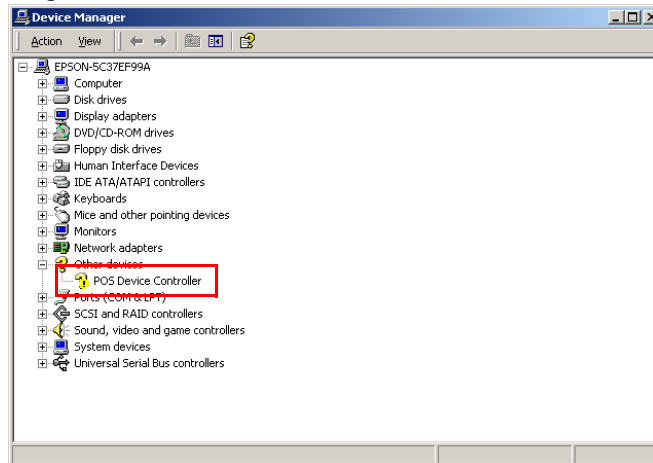 Device Manager
Action View
EPSON-5C37EF99A
Computer
Disk drives
Display adapters
DVD/CD-ROM drives
Floppy disk drives
Human Interface Devices
IDE ATA/ATAPI controllers
Keyboards
Mice and other pointing devices
Monitors
Network adapters
Other devices
POS Device Controller
Ports (COM & LPT)
SCSI and RAID controllers
Sound, video and game controllers
System devices
Universal Serial Bus controllers